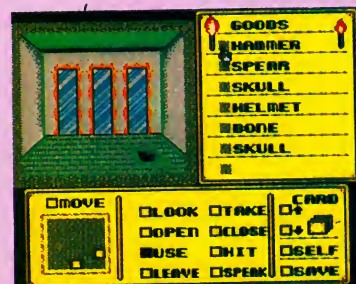 GOODS
HAMMER
SPEAR
SKULL
HELMET
BONE
SKULL
MOVE
LOOK TAKE
OPEN CLOSE
USE HIT
LEAVE SPEAK
CARD
SELF
SAVE